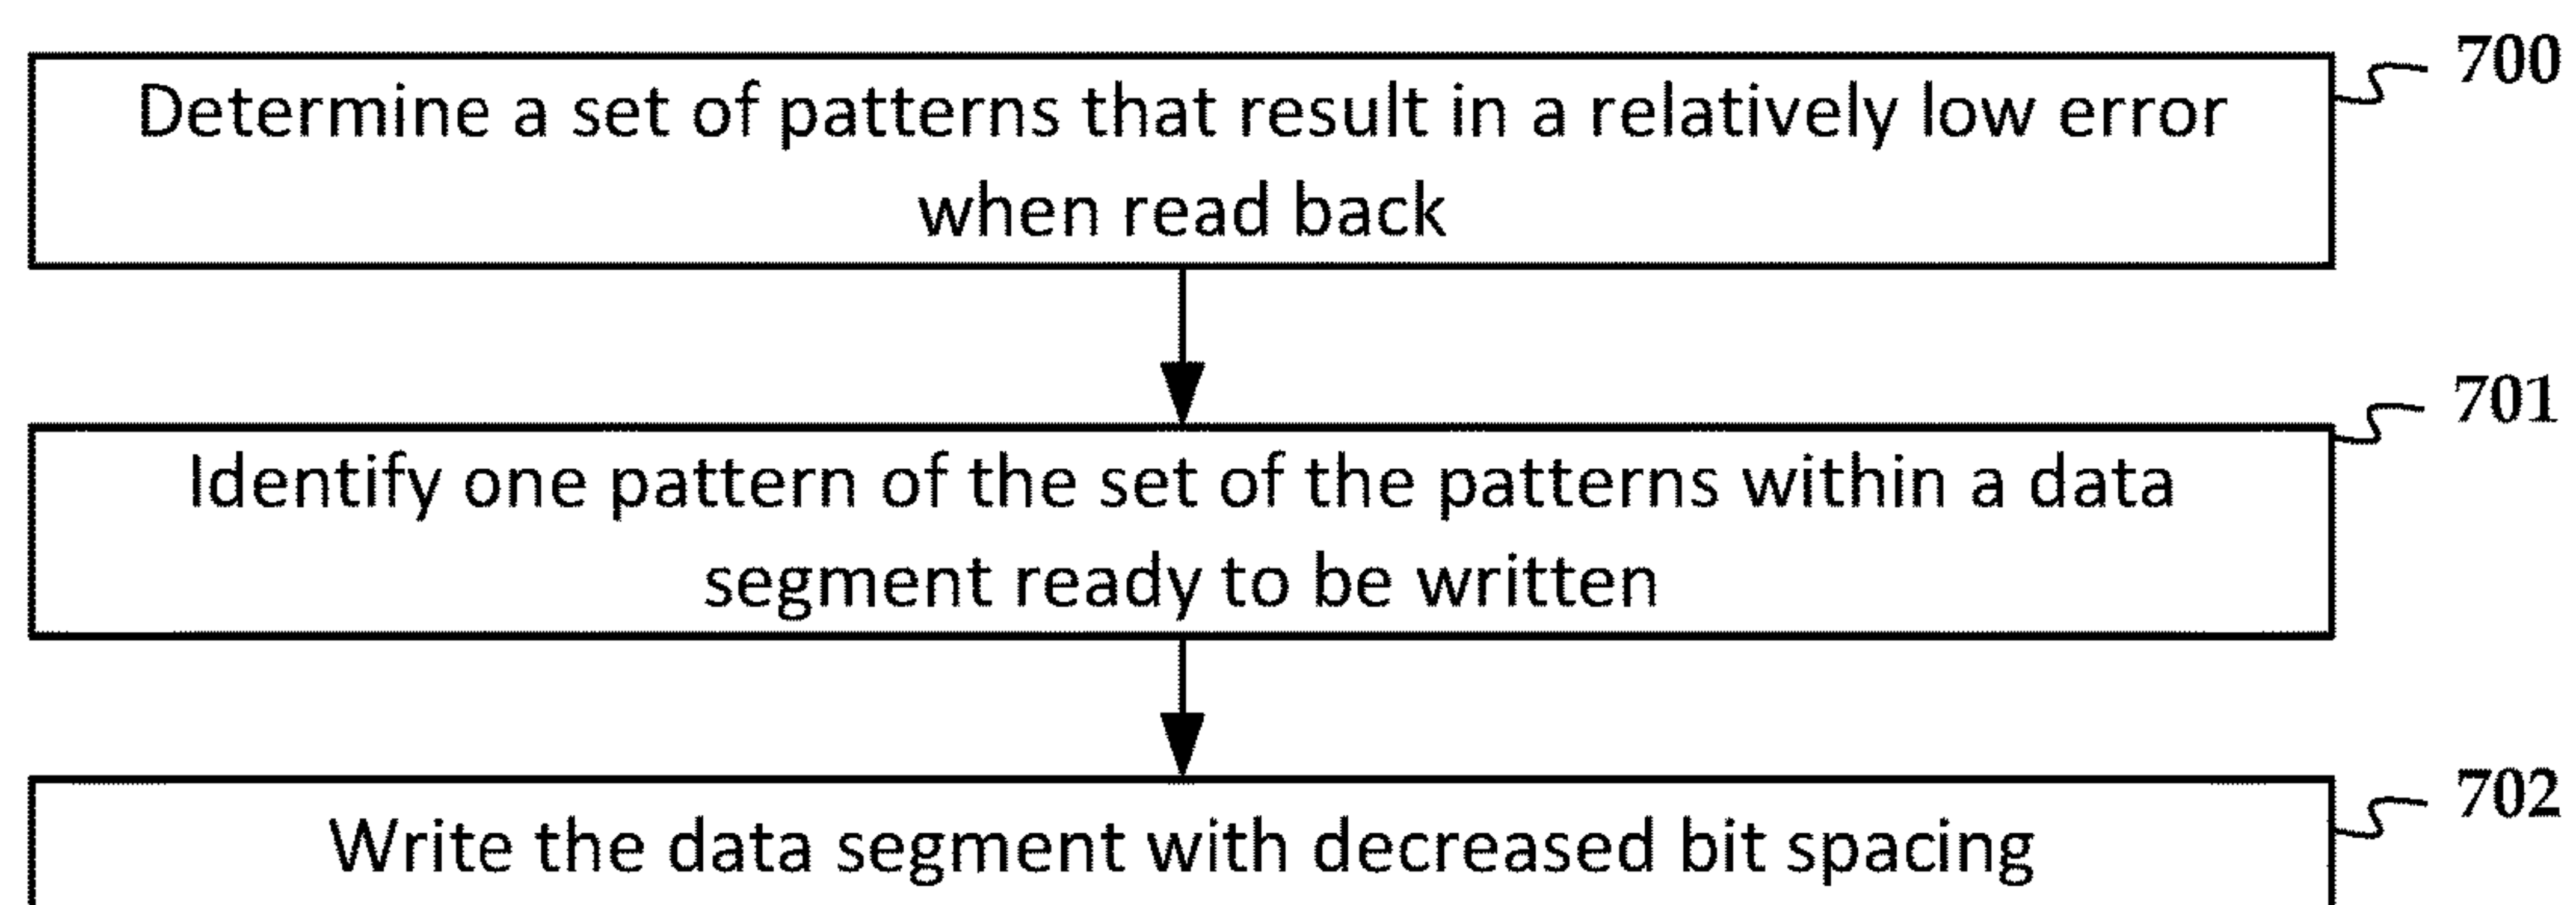 700
Determine a set of patterns that result in a relatively low error
when read back
701
Identify one pattern of the set of the patterns within a data
segment ready to be written
702
Write the data segment with decreased bit spacing